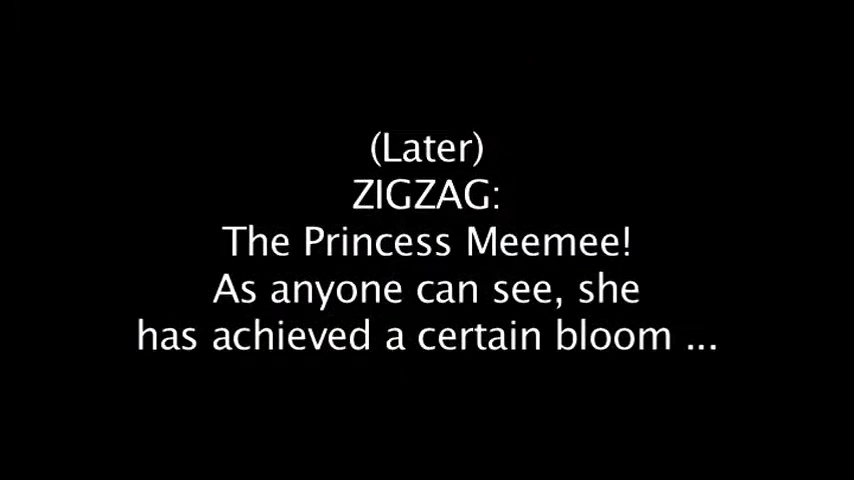 (Later)
ZIGZAG:
The Princess Meemee!
As anyone can see, she
has achieved a certain bloom ...